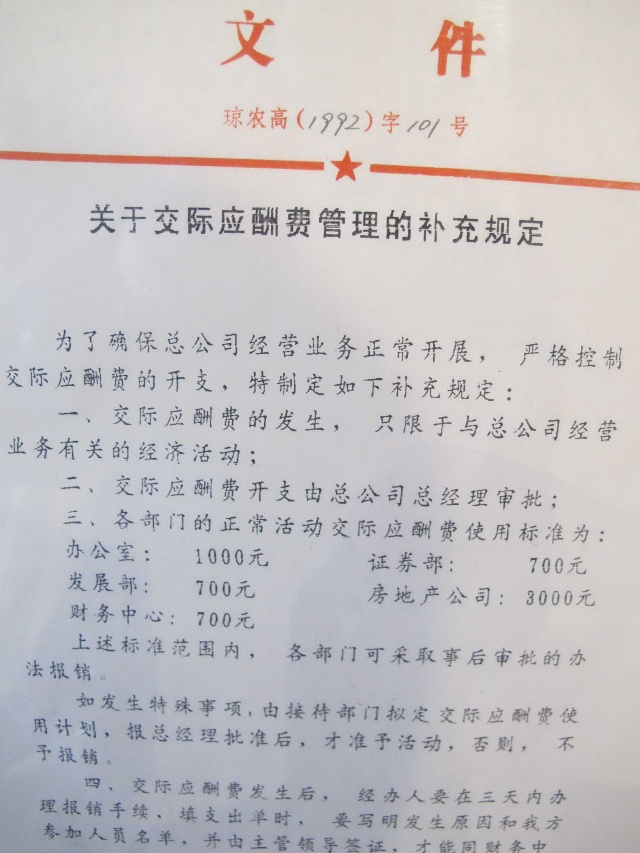 文 件
琼农高(1992)字101号
关于交际应酬费管理的补充规定
为了确保总公司经营业务正常开展， 严格控制
交际应酬费的开支，特制定如下补充规定：
一、交际应酬费的发生， 只限于与总公司经营
业务有关的经济活动；
二、交际应酬费开支由总公司总经理审批；
三、各部门的正常活动交际应酬费使用标准为：
办公室： 1000元 证券部： 700元
发展部： 700元 房地产公司：3000元
财务中心：700元
上述标准范围内， 各部门可采取事后审批的办
法报销。
如发生特殊事项，由接待部门拟定交际应酬费使
用计划，报总经理批准后，才准予活动，否则， 不
予报销。
四、交际应酬费发生后， 经办人要在三天内办
理报销手续，填支出单时， 要写明发生原因和我方
参加人员名单，并由主管领导签证，才能同财务中